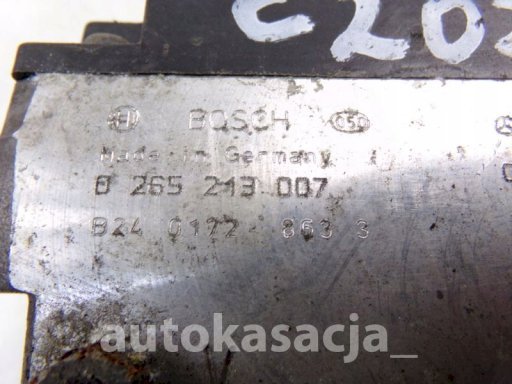 C202
BOSCH
Made in Germany
0 265 213 007
824 0172 863 3
autokasacja_